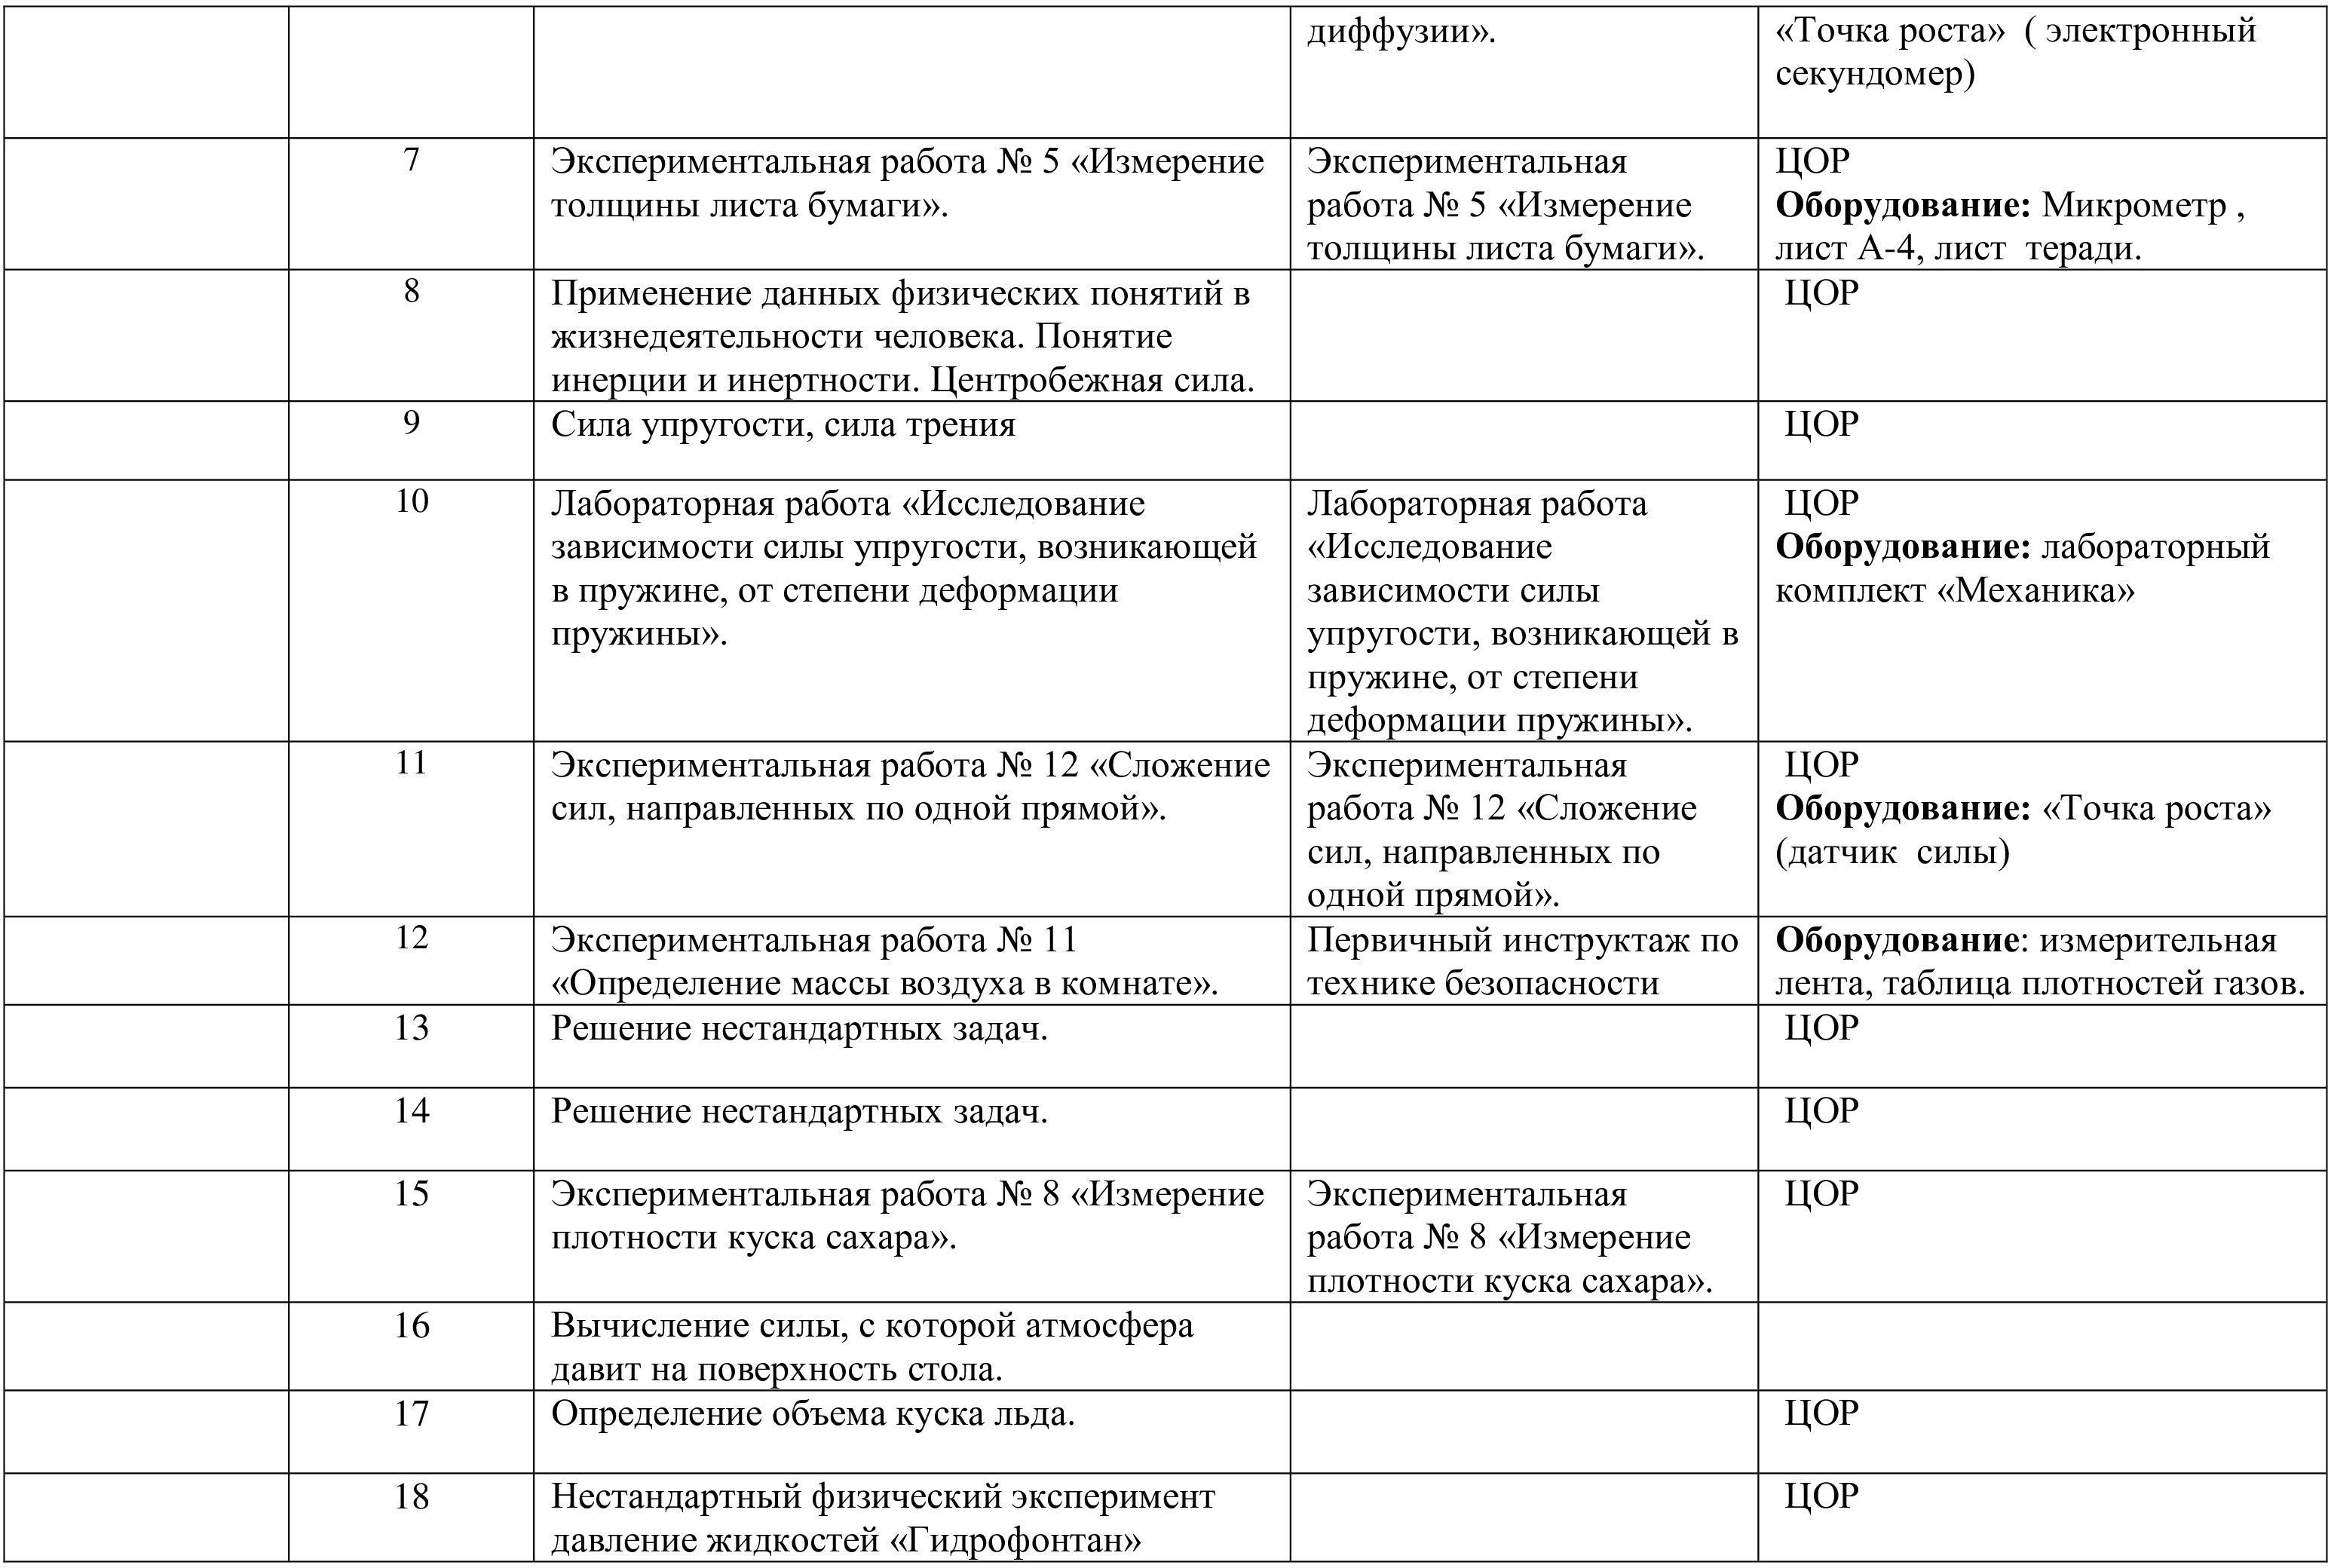 диффузии».
«Точка роста»  ( электронный
секундомер)
7
Экспериментальная работа № 5 «Измерение
толщины листа бумаги».
Экспериментальная
работа № 5 «Измерение
толщины листа бумаги».
ЦОР
Оборудование: Микрометр ,
лист А-4, лист  теради.
8
Применение данных физических понятий в
жизнедеятельности человека. Понятие
инерции и инертности. Центробежная сила.
ЦОР
9
Сила упругости, сила трения
ЦОР
10
Лабораторная работа «Исследование
зависимости силы упругости, возникающей
в пружине, от степени деформации
пружины».
Лабораторная работа
«Исследование
зависимости силы
упругости, возникающей в
пружине, от степени
деформации пружины».
ЦОР
Оборудование: лабораторный
комплект «Механика»
11
Экспериментальная работа № 12 «Сложение
сил, направленных по одной прямой».
Экспериментальная
работа № 12 «Сложение
сил, направленных по
одной прямой».
ЦОР
Оборудование: «Точка роста»
(датчик  силы)
12
Экспериментальная работа № 11
«Определение массы воздуха в комнате».
Первичный инструктаж по
технике безопасности
Оборудование: измерительная
лента, таблица плотностей газов.
13
Решение нестандартных задач.
ЦОР
14
Решение нестандартных задач.
ЦОР
15
Экспериментальная работа № 8 «Измерение
плотности куска сахара».
Экспериментальная
работа № 8 «Измерение
плотности куска сахара».
ЦОР
16
Вычисление силы, с которой атмосфера
давит на поверхность стола.
17
Определение объема куска льда.
ЦОР
18
Нестандартный физический эксперимент
давление жидкостей «Гидрофонтан»
ЦОР